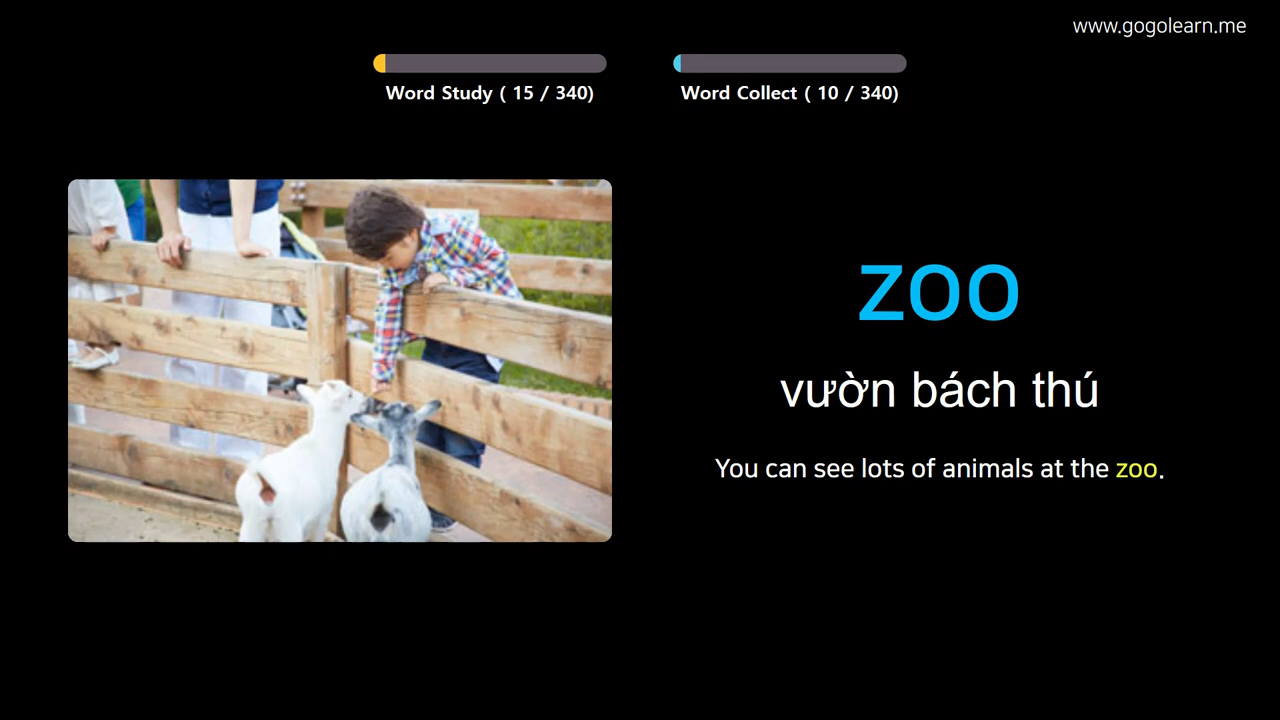 www.gogolearn.me
Word Study ( 15 / 340)
Word Collect ( 10 / 340)
zoo
vườn bách thú
You can see lots of animals at the zoo.